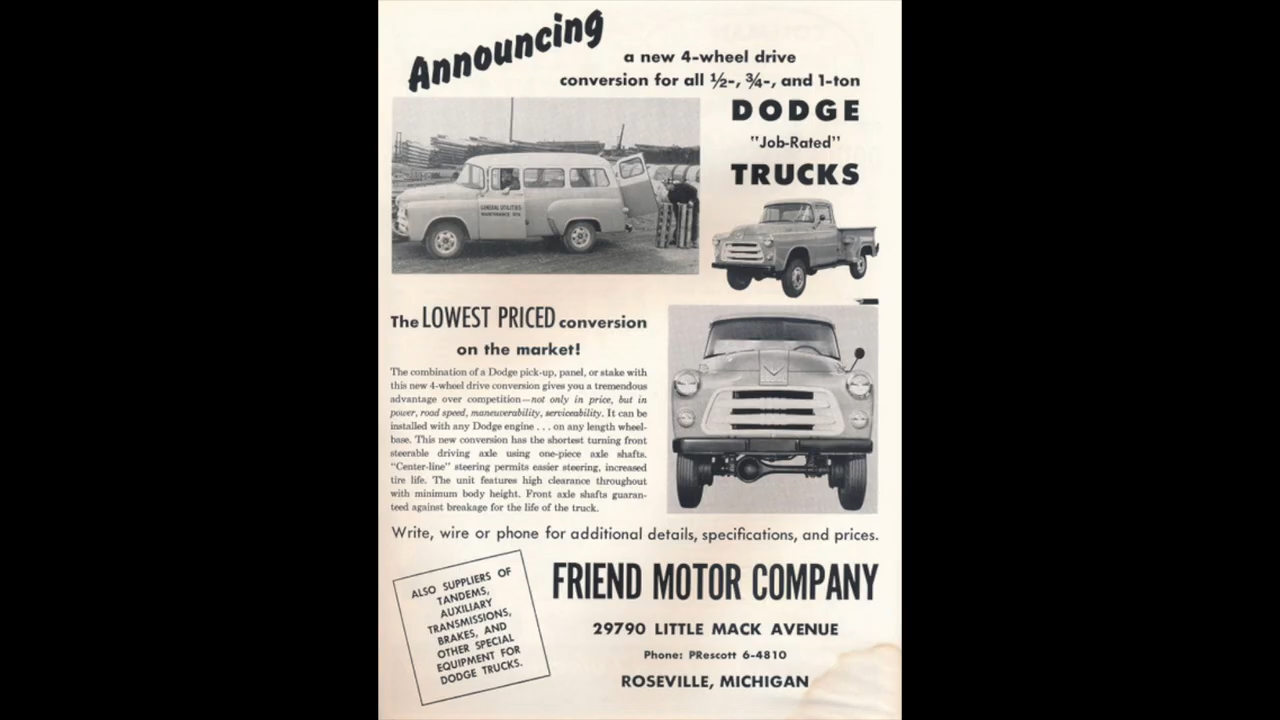 Announcing
a new 4-wheel drive
conversion for all ½-, ¾-, and 1-ton
DODGE
"Job-Rated"
TRUCKS
GENERAL UTILITIES
The LOWEST PRICED conversion
on the market!
The combination of a Dodge pick-up, panel, or stake with
this new 4-wheel drive conversion gives you a tremendous
advantage over competition—not only in price, but in
power, road speed, maneuverability, serviceability. It can be
installed with any Dodge engine . . . on any length wheel-
base. This new conversion has the shortest turning front
steerable driving axle using one-piece axle shafts.
"Center-line" steering permits easier steering, increased
tire life. The unit features high clearance throughout
with minimum body height. Front axle shafts guaran-
teed against breakage for the life of the truck.
Write, wire or phone for additional details, specifications, and prices.
ALSO SUPPLIERS OF
TANDEMS,
AUXILIARY
TRANSMISSIONS,
BRAKES, AND
OTHER SPECIAL
EQUIPMENT FOR
DODGE TRUCKS.
FRIEND MOTOR COMPANY
29790 LITTLE MACK AVENUE
Phone: PRescott 6-4810
ROSEVILLE, MICHIGAN